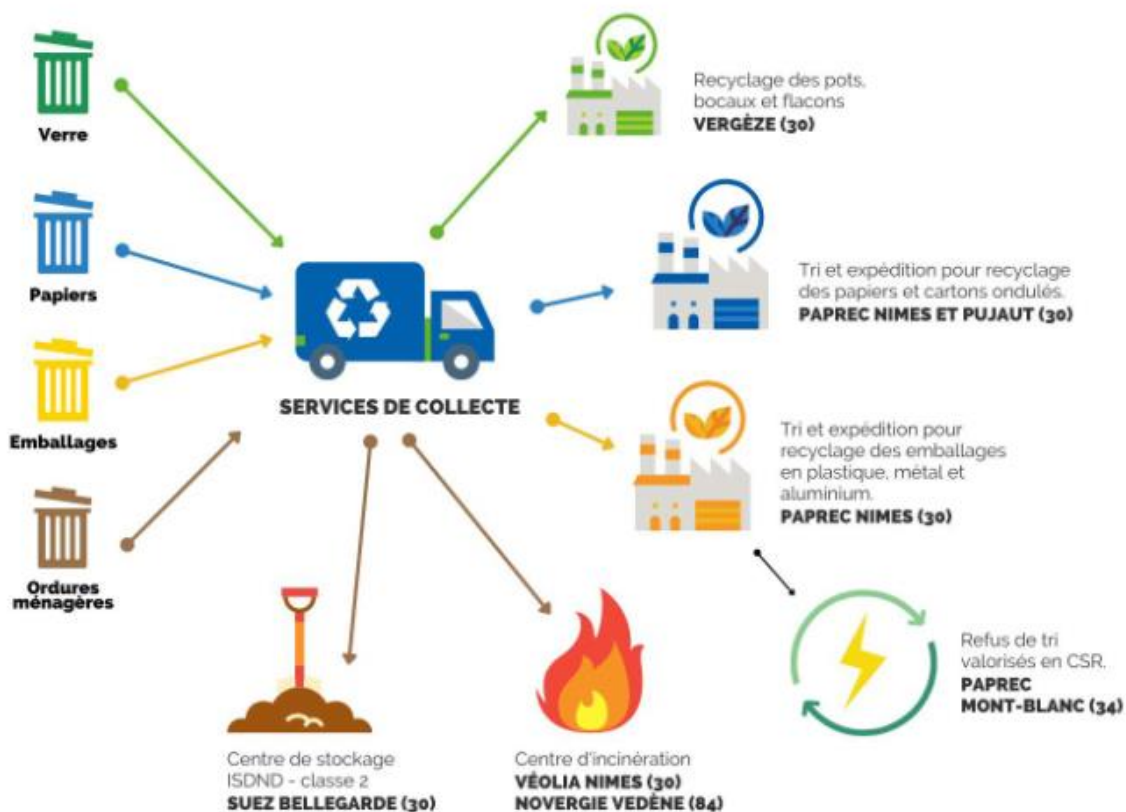 Verre
Papiers
Emballages
Ordures
ménagères
SERVICES DE COLLECTE
Recyclage des pots,
bocaux et flacons
VERGÈZE (30)
Tri et expédition pour recyclage
des papiers et cartons ondulés.
PAPREC NIMES ET PUJAUT (30)
Tri et expédition pour
recyclage des emballages
en plastique, métal et
aluminium.
PAPREC NIMES (30)
Refus de tri
valorisés en CSR.
PAPREC
MONT-BLANC (34)
Centre de stockage
ISDND - classe 2
SUEZ BELLEGARDE (30)
Centre d'incinération
VÉOLIA NIMES (30)
NOVERGIE VEDÈNE (84)